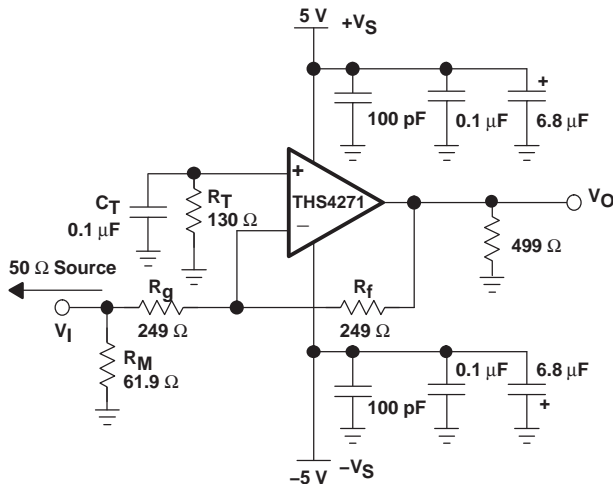 5 V +VS
+
100 pF 0.1 µF 6.8 µF
+
THS4271
−
CT
0.1 µF
RT
130 Ω
VO
499 Ω
50 Ω Source
VI
Rg
249 Ω
Rf
249 Ω
RM
61.9 Ω
0.1 µF 6.8 µF
100 pF +
−5 V −VS